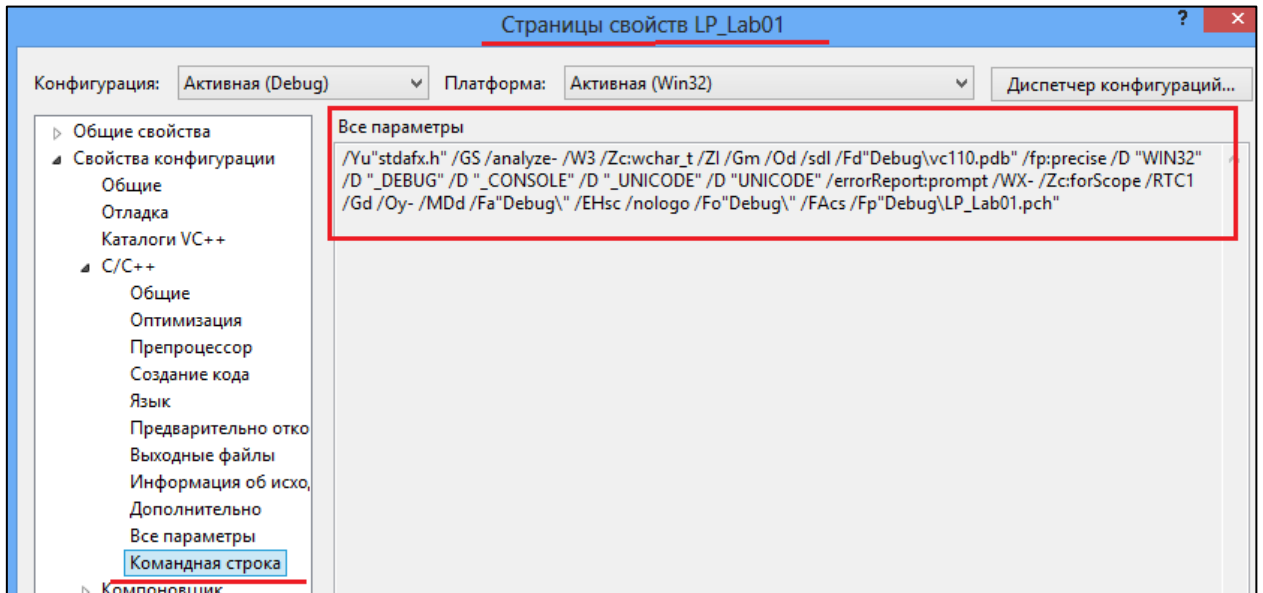 Страницы свойств LP_Lab01
? ×
Конфигурация: Активная (Debug) Платформа: Активная (Win32) Диспетчер конфигураций...
Общие свойства
Свойства конфигурации
Общие
Отладка
Каталоги VC++
C/C++
Общие
Оптимизация
Препроцессор
Создание кода
Язык
Предварительно отко
Выходные файлы
Информация об исхо
Дополнительно
Все параметры
Командная строка
Компоновщик
Все параметры
/Yu"stdafx.h" /GS /analyze- /W3 /Zc:wchar_t /ZI /Gm /Od /sdl /Fd"Debug\vc110.pdb" /fp:precise /D "WIN32"
/D "_DEBUG" /D "_CONSOLE" /D "_UNICODE" /D "UNICODE" /errorReport:prompt /WX- /Zc:forScope /RTC1
/Gd /Oy- /MDd /Fa"Debug\" /EHsc /nologo /Fo"Debug\" /FAcs /Fp"Debug\LP_Lab01.pch"